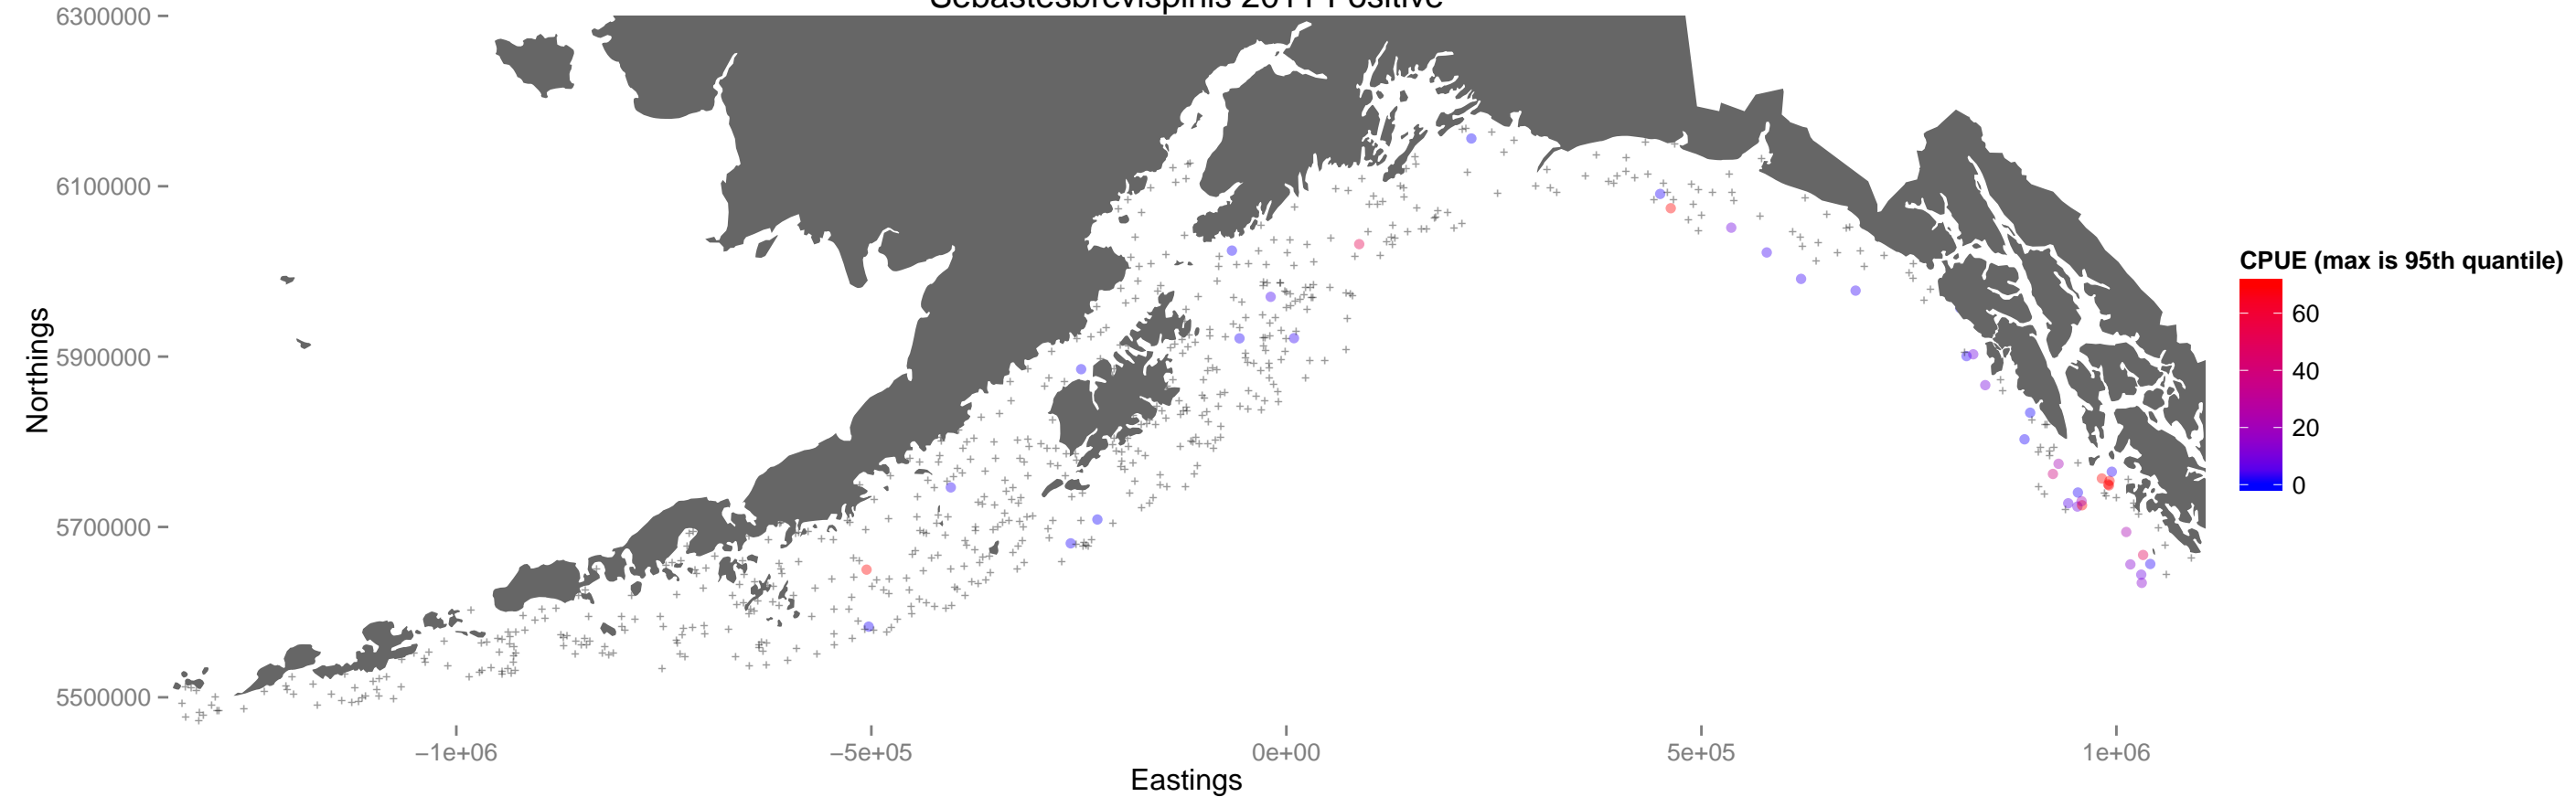 Sebastesbrevispinis 2011 Positive
6300000
6100000
5900000
5700000
5500000
Northings
−1e+06
−5e+05
0e+00
5e+05
1e+06
Eastings
CPUE (max is 95th quantile)
60
40
20
0